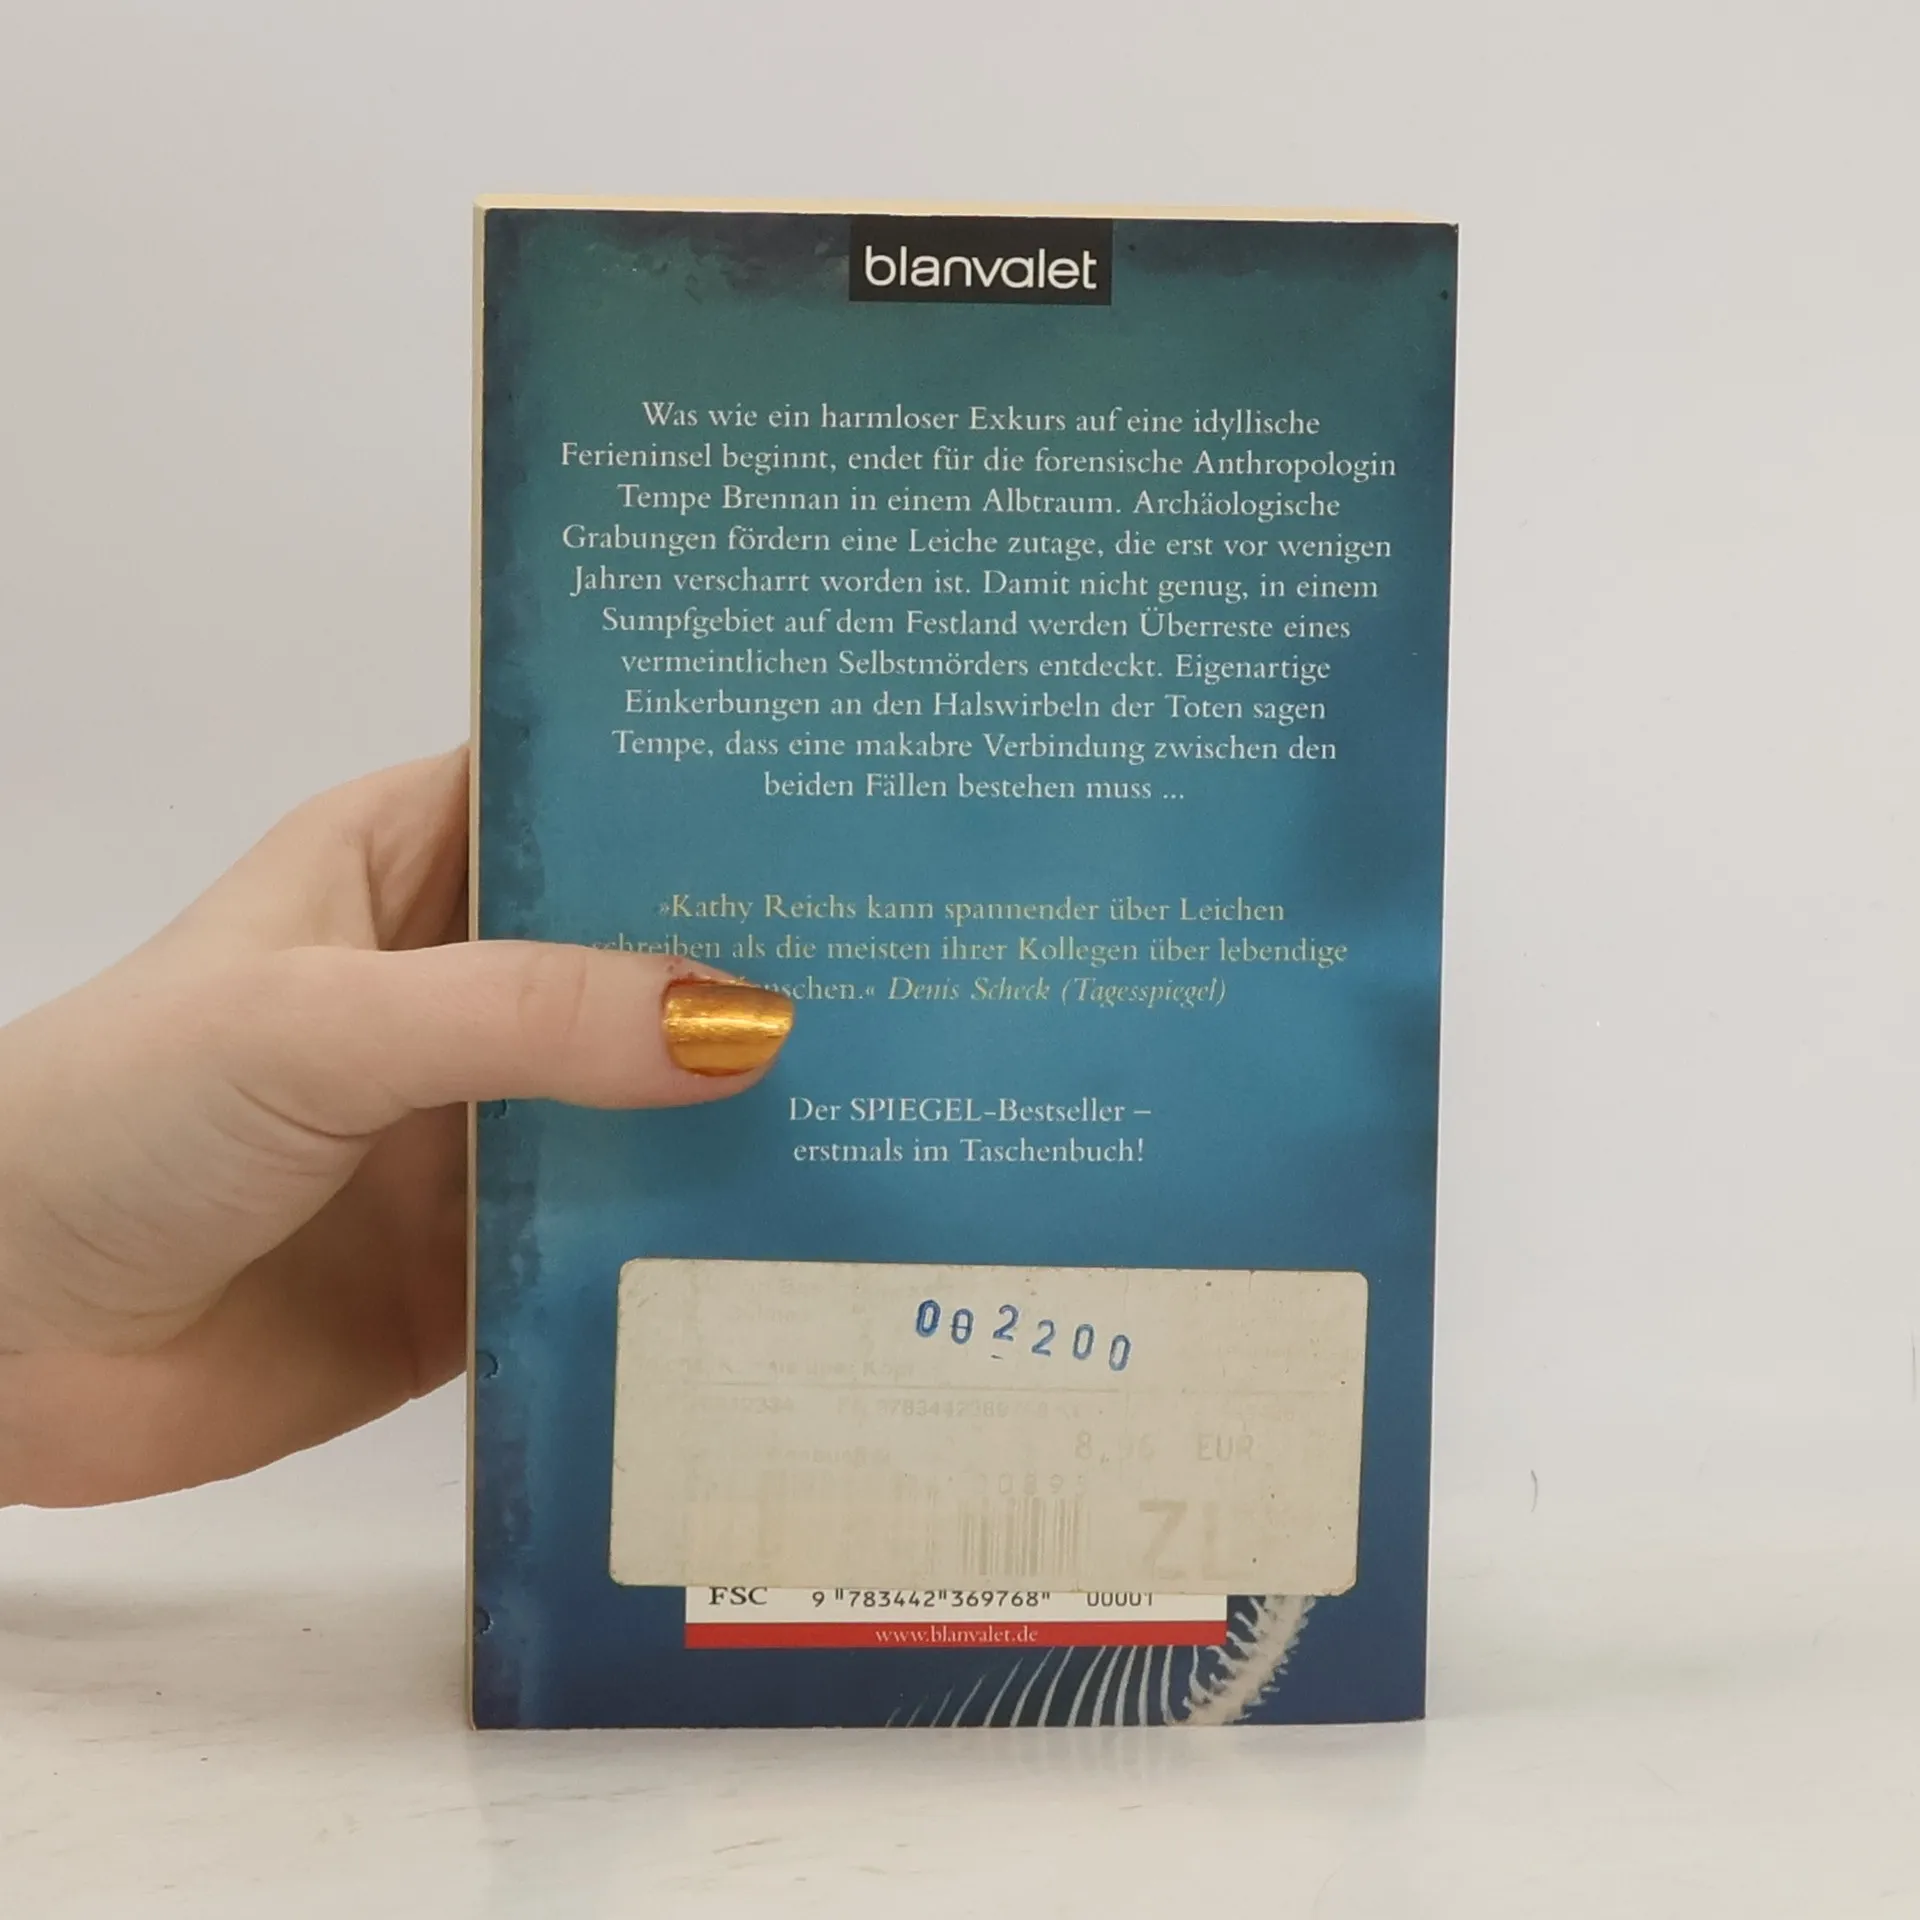 blanvalet
Was wie ein harmloser Exkurs auf eine idyllische
Ferieninsel beginnt, endet für die forensische Anthropologin
Tempe Brennan in einem Albtraum. Archäologische
Grabungen fördern eine Leiche zutage, die erst vor wenigen
Jahren verscharrt worden ist. Damit nicht genug, in einem
Sumpfgebiet auf dem Festland werden Überreste eines
vermeintlichen Selbstmörders entdeckt. Eigenartige
Einkerbungen an den Halswirbeln der Toten sagen
Tempe, dass eine makabre Verbindung zwischen den
beiden Fällen bestehen muss ...
»Kathy Reichs kann spannender über Leichen
schreiben als die meisten ihrer Kollegen über lebendige
Menschen.« Denis Scheck (Tagesspiegel)
Der SPIEGEL-Bestseller –
erstmals im Taschenbuch!
002200
EUR
ZL
FSC 9 783442 369768 00001
www.blanvalet.de